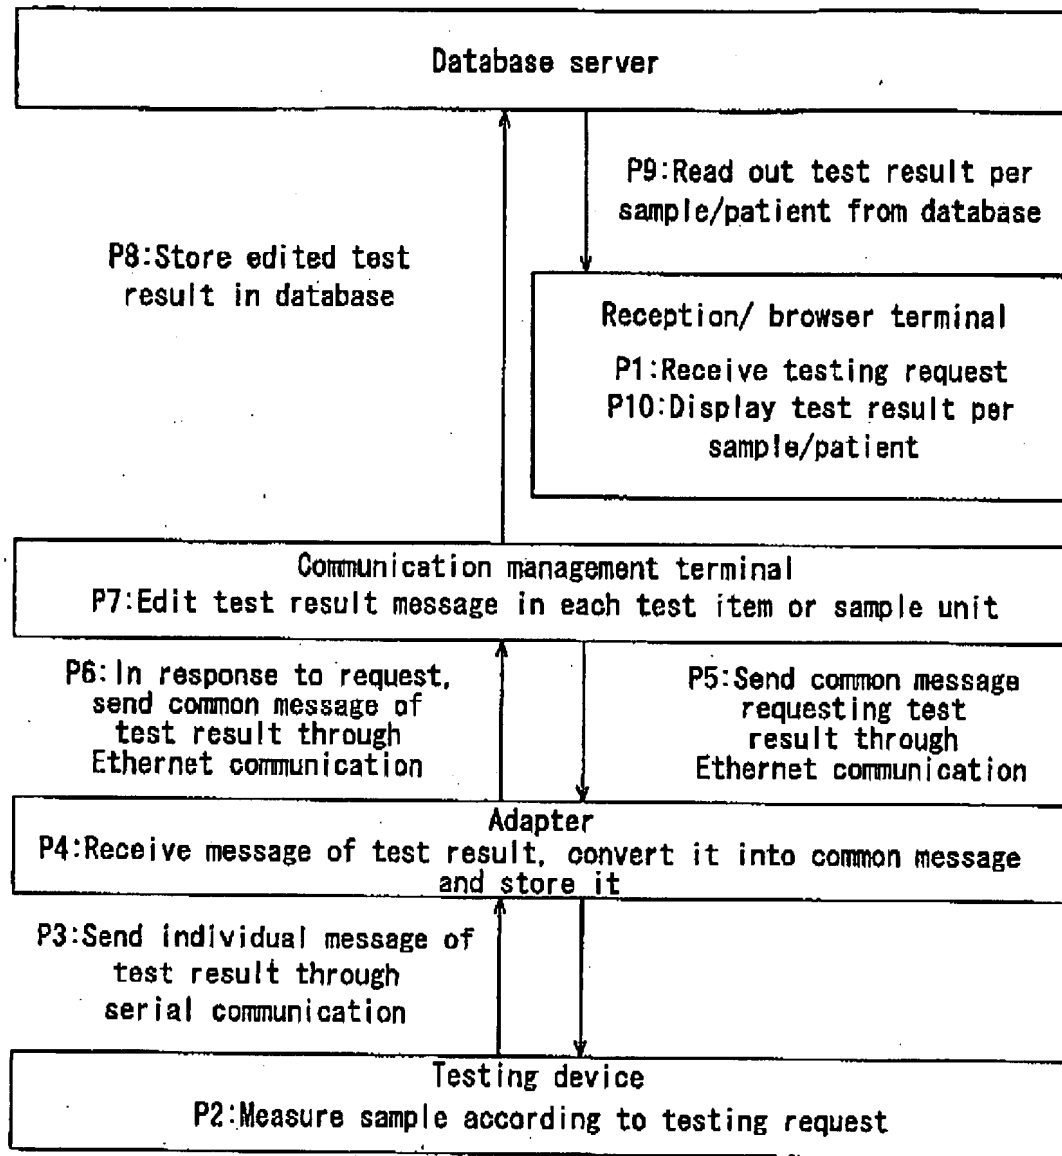 Database server
P9:Read out test result per
sample/patient from database
P8:Store edited test
result in database
Reception/ browser terminal
P1:Receive testing request
P10:Display test result per
sample/patient
Communication management terminal
P7:Edit test result message in each test item or sample unit
P6:In response to request,
send common message of
test result through
Ethernet communication
P5:Send common message
requesting test
result through
Ethernet communication
Adapter
P4:Receive message of test result, convert it into common message
and store it
P3:Send individual message of
test result through
serial communication
Testing device
P2:Measure sample according to testing request